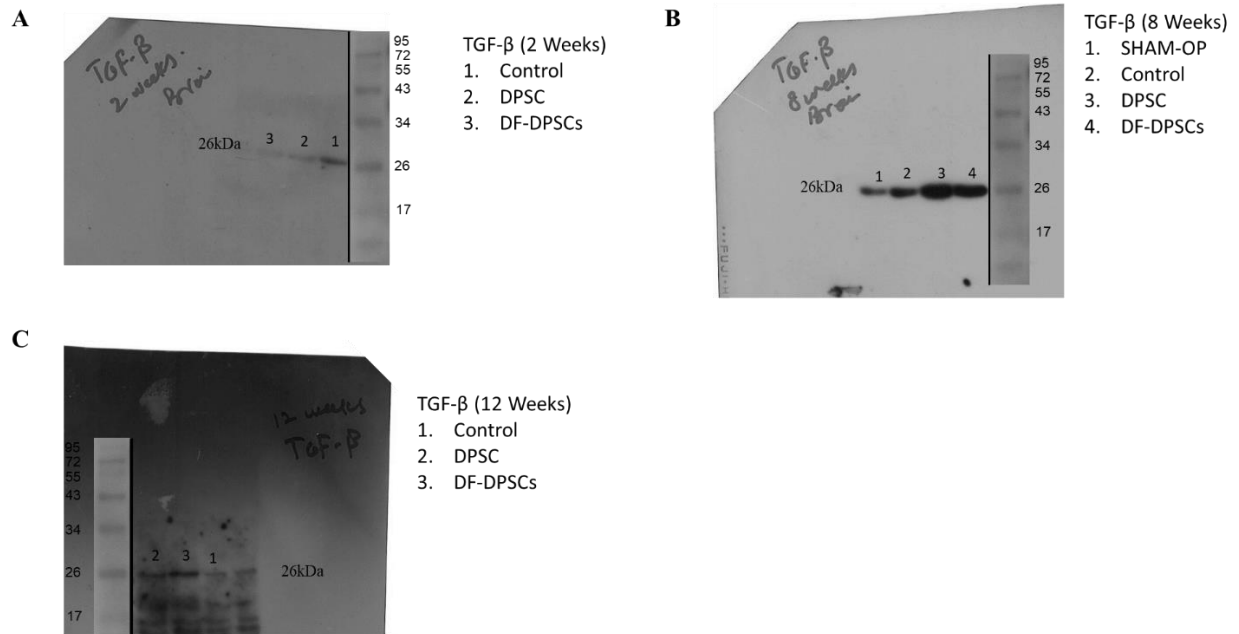 A
TGF-β
2 weeks.
Brain
95
72
55
43
34
26
17
26kDa
3 2 1
TGF-β (2 Weeks)
1. Control
2. DPSC
3. DF-DPSCs
B
TGF-β
8 weeks
Brain
95
72
55
43
34
26
17
26kDa
1 2 3 4
FUJI
TGF-β (8 Weeks)
1. SHAM-OP
2. Control
3. DPSC
4. DF-DPSCs
C
12 weeks
TGF-β
95
72
55
43
34
26
17
2 3 1
26kDa
TGF-β (12 Weeks)
1. Control
2. DPSC
3. DF-DPSCs